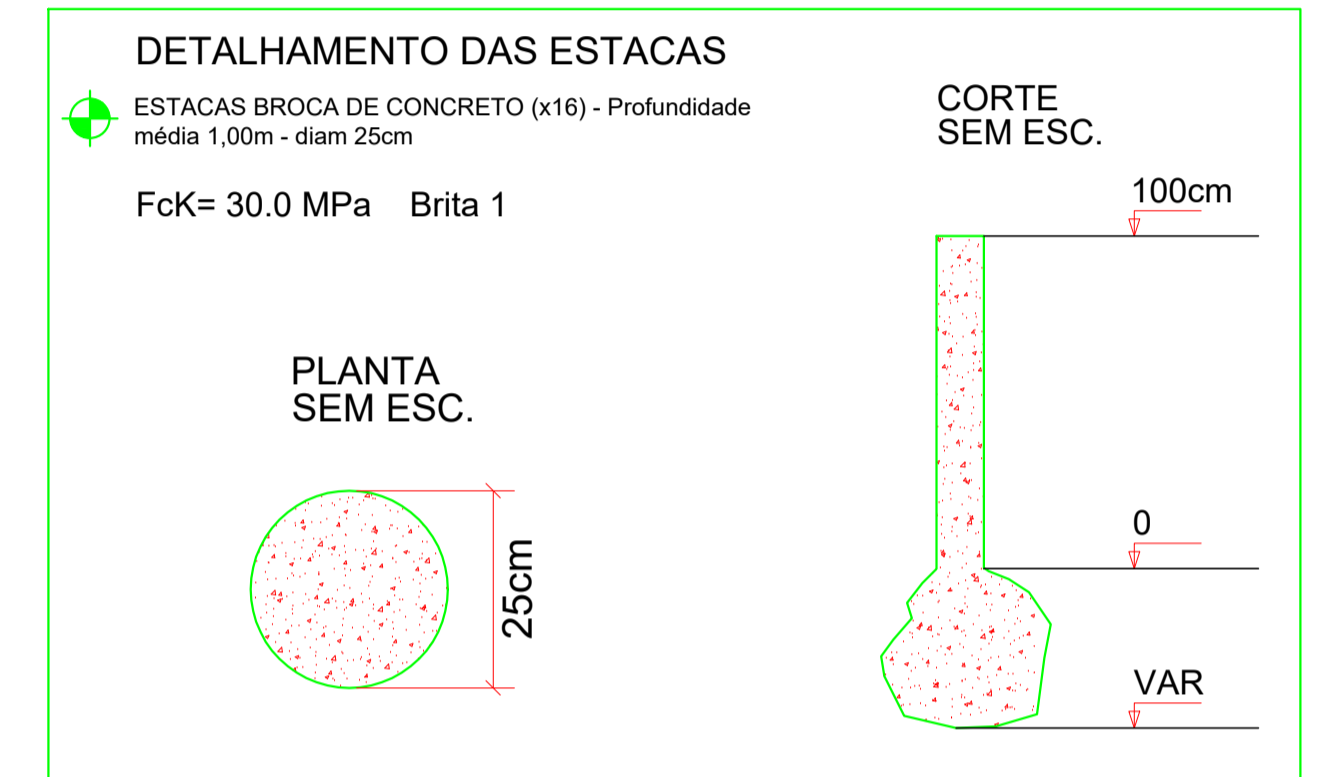 DETALHAMENTO DAS ESTACAS
ESTACAS BROCA DE CONCRETO (x16) - Profundidade
média 1,00m - diam 25cm
FcK= 30.0 MPa Brita 1
CORTE
SEM ESC.
100cm
PLANTA
SEM ESC.
25cm
0
VAR